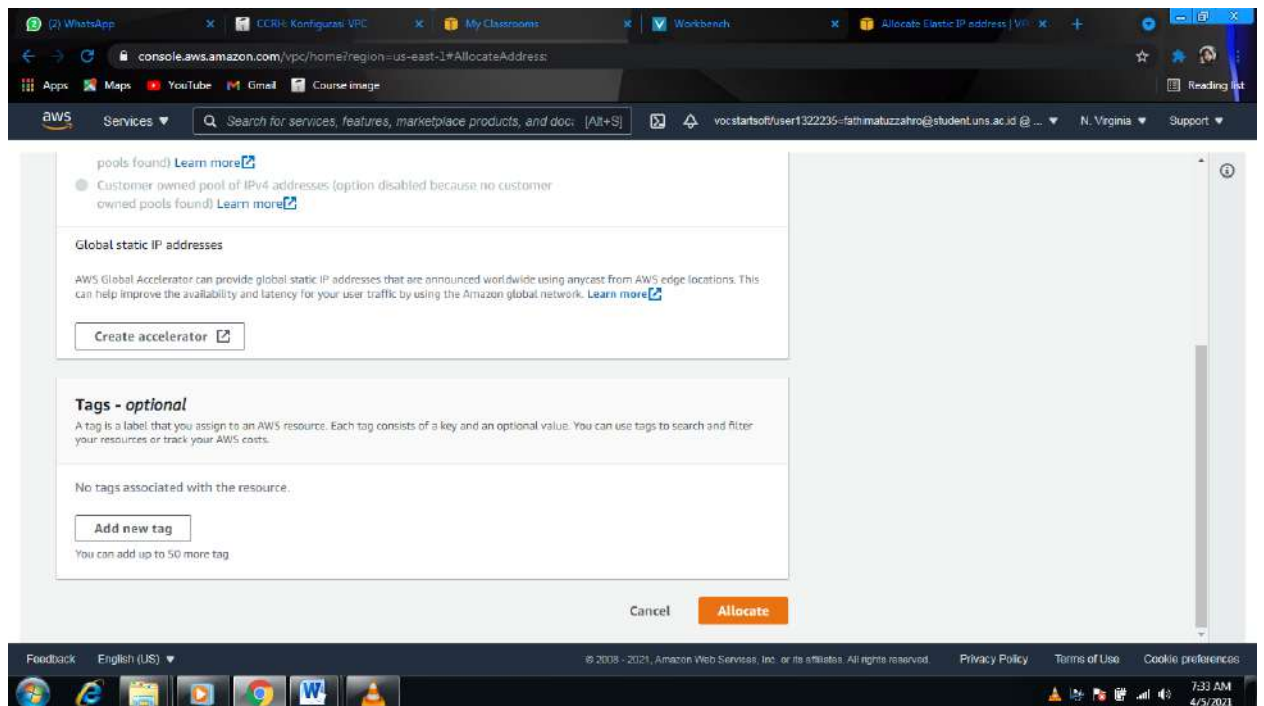 (2) WhatsApp
CCRH: Konfigurasi VPC
My Classrooms
Workbench
Allocate Elastic IP address | VP
console.aws.amazon.com/vpc/home?region=us-east-1#AllocateAddress:
Apps
Maps
YouTube
Gmail
Course image
Reading list
aws
Services
Search for services, features, marketplace products, and doc: [Alt+S]
vocstartsoft/user1322235=fathimatuzzahro@student.uns.ac.id @ ...
N. Virginia
Support
pools found) Learn more
Customer owned pool of IPv4 addresses (option disabled because no customer
owned pools found) Learn more
Global static IP addresses
AWS Global Accelerator can provide global static IP addresses that are announced worldwide using anycast from AWS edge locations. This
can help improve the availability and latency for your user traffic by using the Amazon global network. Learn more
Create accelerator
Tags - optional
A tag is a label that you assign to an AWS resource. Each tag consists of a key and an optional value. You can use tags to search and filter
your resources or track your AWS costs.
No tags associated with the resource.
Add new tag
You can add up to 50 more tag
Cancel
Allocate
Feedback
English (US)
© 2008 - 2021, Amazon Web Services, Inc. or its affiliates. All rights reserved.
Privacy Policy
Terms of Use
Cookie preferences
7:33 AM
4/5/2021